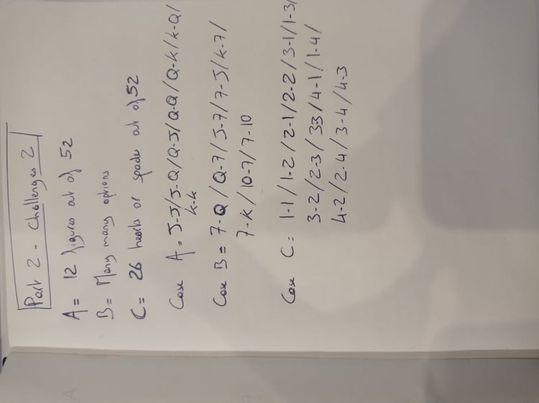 Part 2 - Challenges 2
A = 12 figures out of 52
B = Many many options
C = 26 hearts or spades out of 52
Case A = J-J/J-Q/Q-J/Q-Q/Q-K/K-Q/
K-K
Case B = 7-Q/Q-7/J-7/7-J/K-7/
7-K/10-7/7-10
Case C: 1-1/1-2/2-1/2-2/3-1/1-3/
3-2/2-3/33/4-1/1-4/
4-2/2-4/3-4/4-3